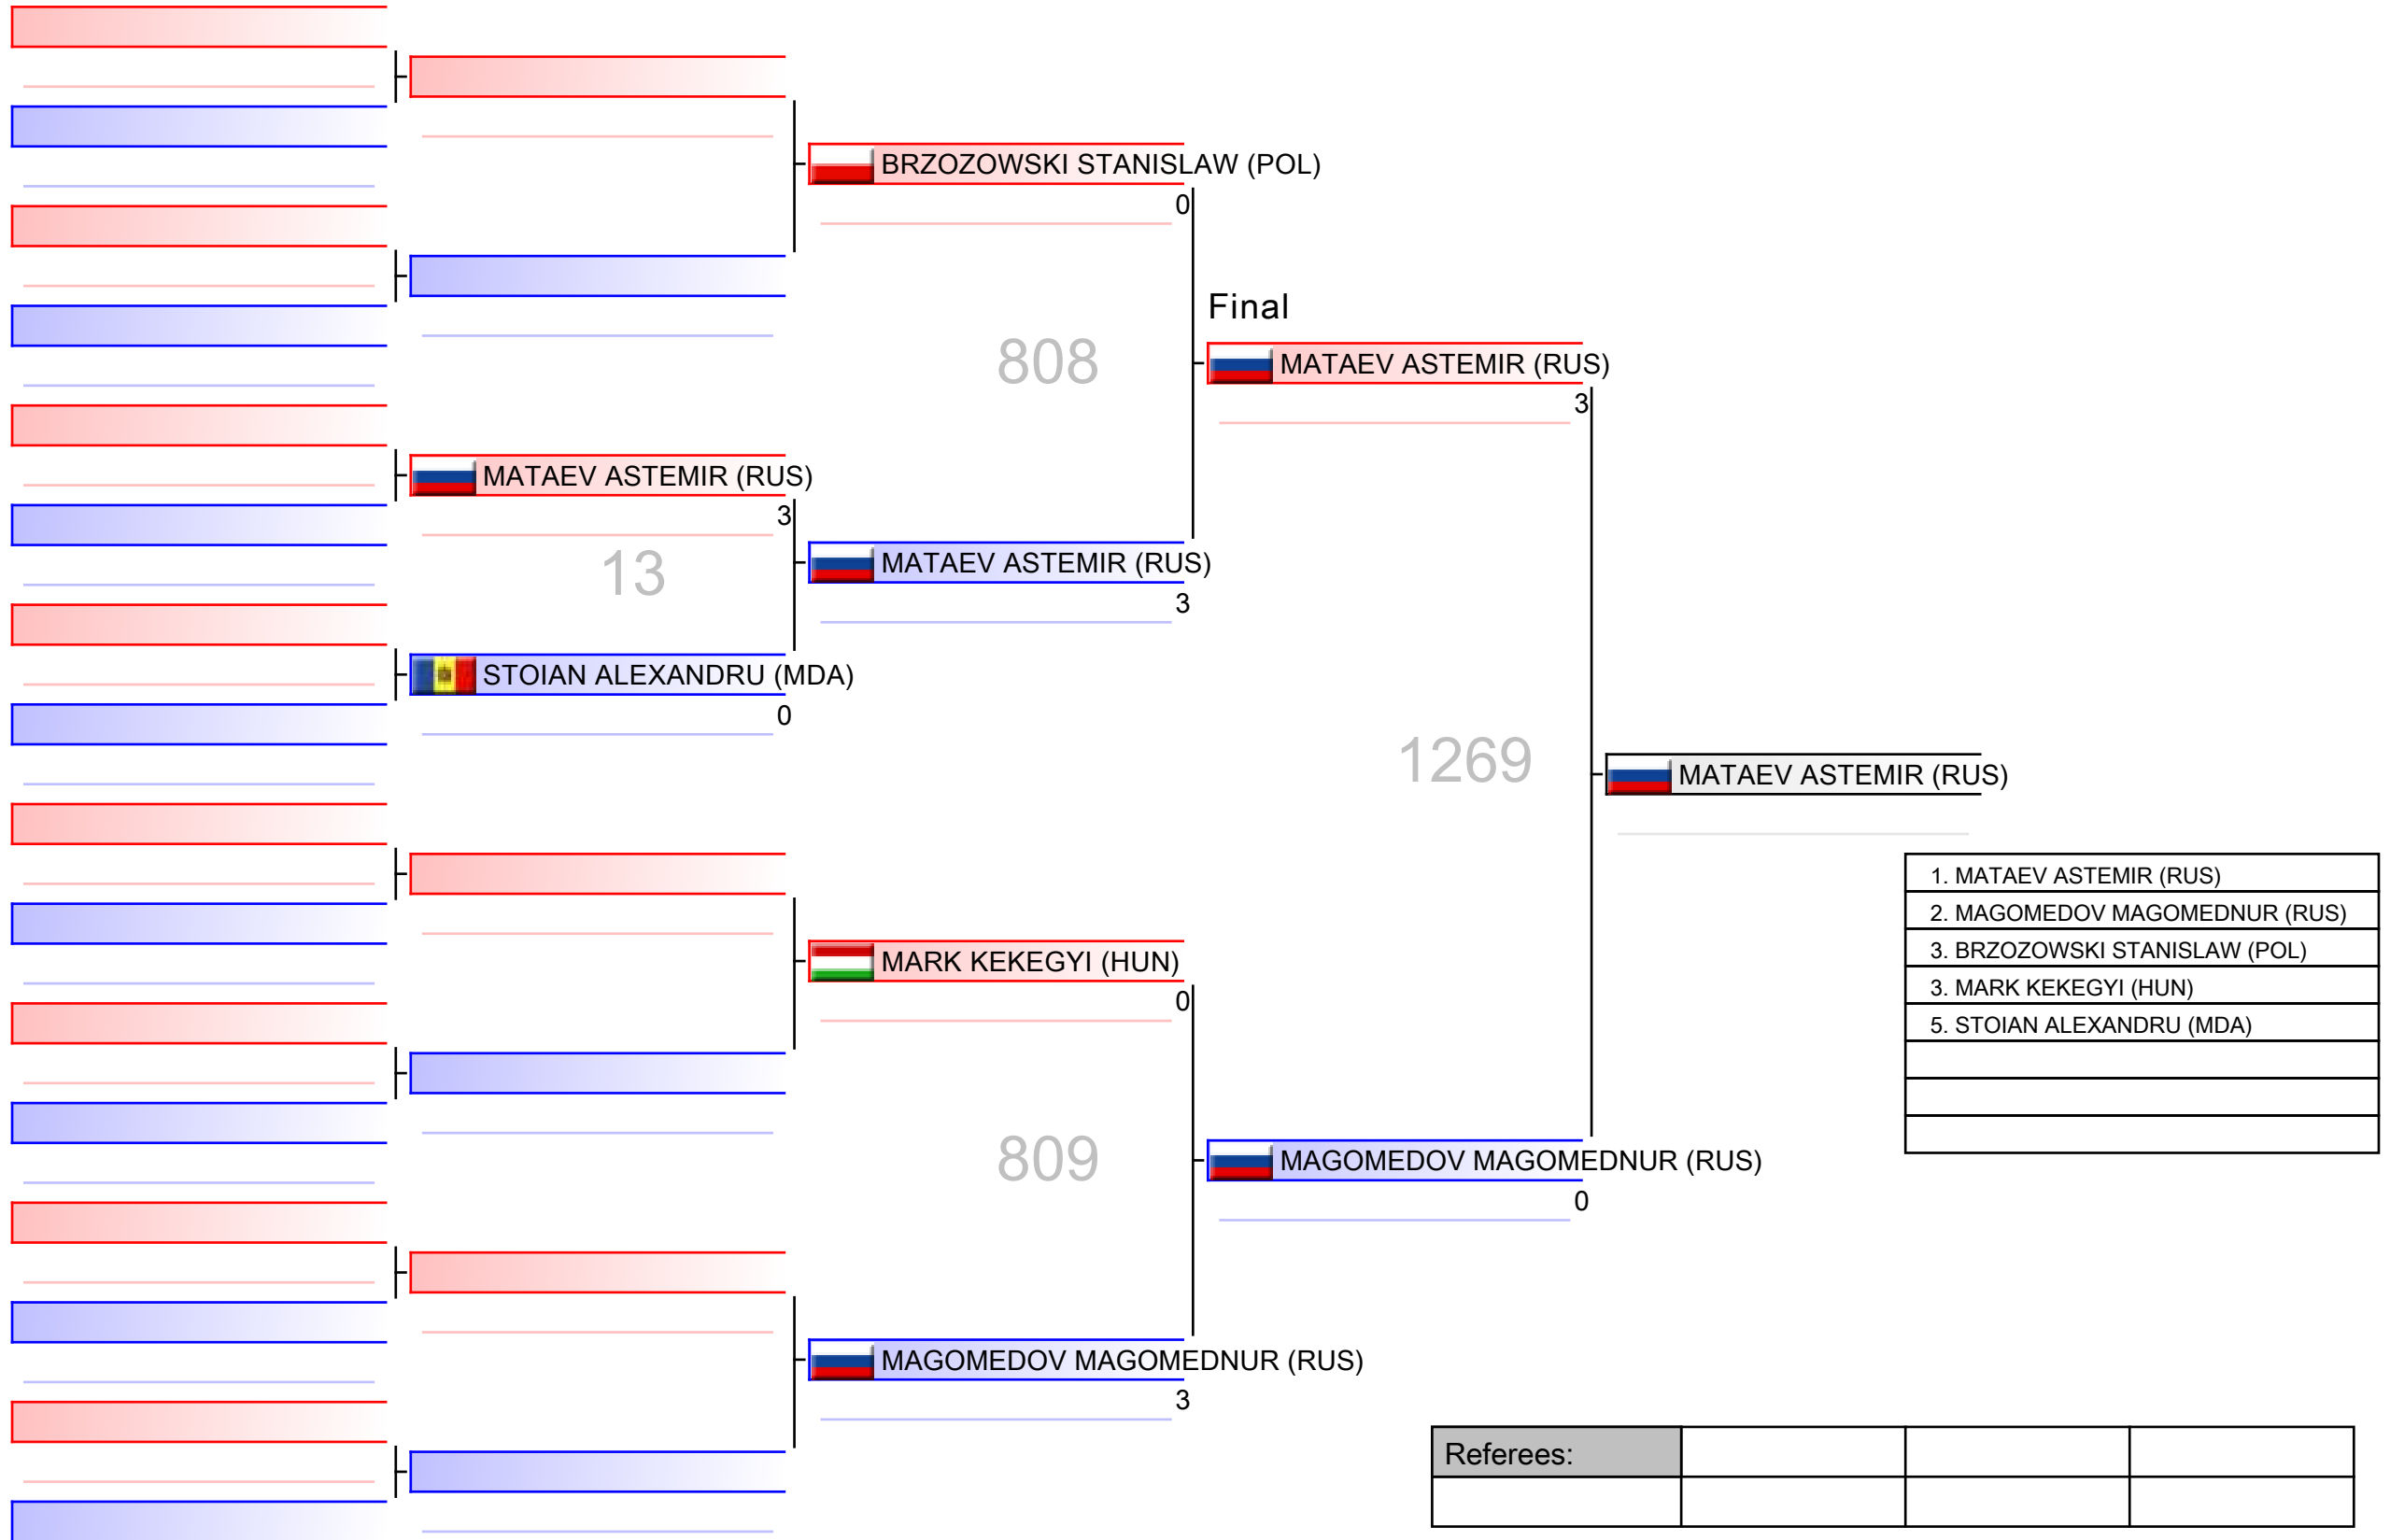 BRZOZOWSKI STANISLAW (POL)
0
Final
808
MATAEV ASTEMIR (RUS)
3
MATAEV ASTEMIR (RUS)
3
13
MATAEV ASTEMIR (RUS)
3
STOIAN ALEXANDRU (MDA)
0
1269
MATAEV ASTEMIR (RUS)
1. MATAEV ASTEMIR (RUS)
2. MAGOMEDOV MAGOMEDNUR (RUS)
3. BRZOZOWSKI STANISLAW (POL)
3. MARK KEKEGYI (HUN)
5. STOIAN ALEXANDRU (MDA)
MARK KEKEGYI (HUN)
0
809
MAGOMEDOV MAGOMEDNUR (RUS)
0
MAGOMEDOV MAGOMEDNUR (RUS)
3
Referees: